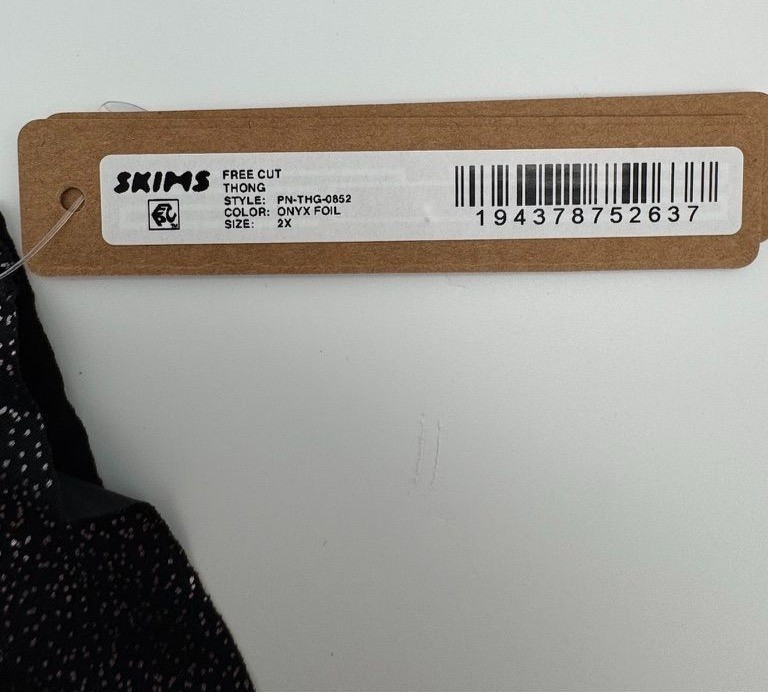 SKIMS
FREE CUT
THONG
STYLE: PN-THG-0852
COLOR: ONYX FOIL
SIZE: 2X
194378752637